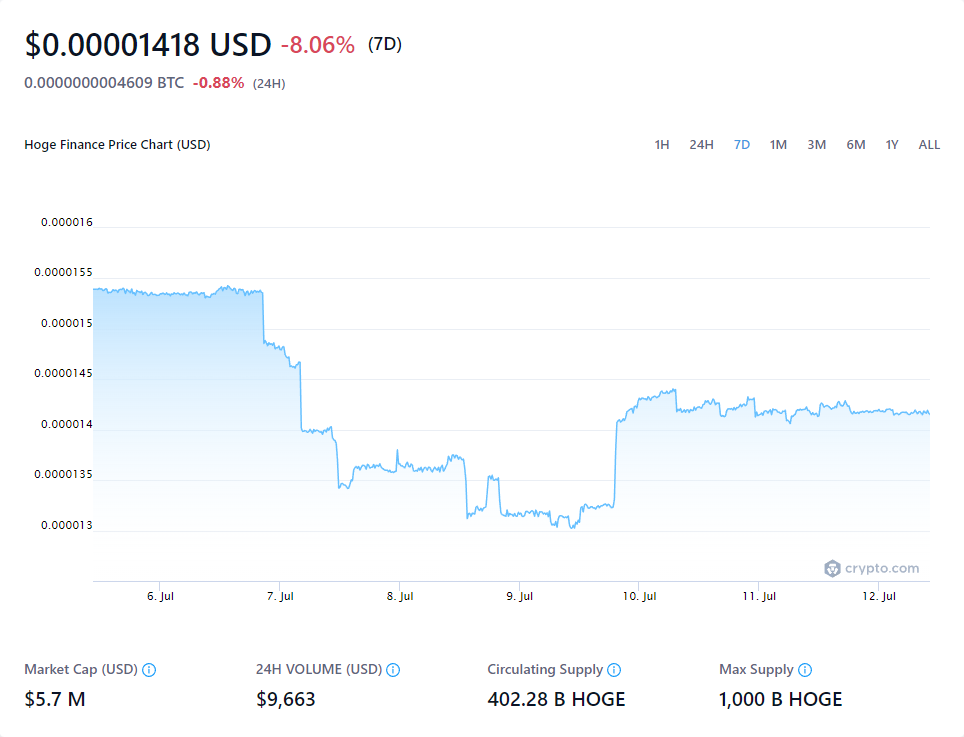 $0.00001418 USD -8.06% (7D)
0.0000000004609 BTC -0.88% (24H)
Hoge Finance Price Chart (USD) 1H 24H 7D 1M 3M 6M 1Y ALL
0.000016
0.0000155
0.000015
0.0000145
0.000014
0.0000135
0.000013
crypto.com
6. Jul 7. Jul 8. Jul 9. Jul 10. Jul 11. Jul 12. Jul
Market Cap (USD) 24H VOLUME (USD) Circulating Supply Max Supply
$5.7 M $9,663 402.28 B HOGE 1,000 B HOGE